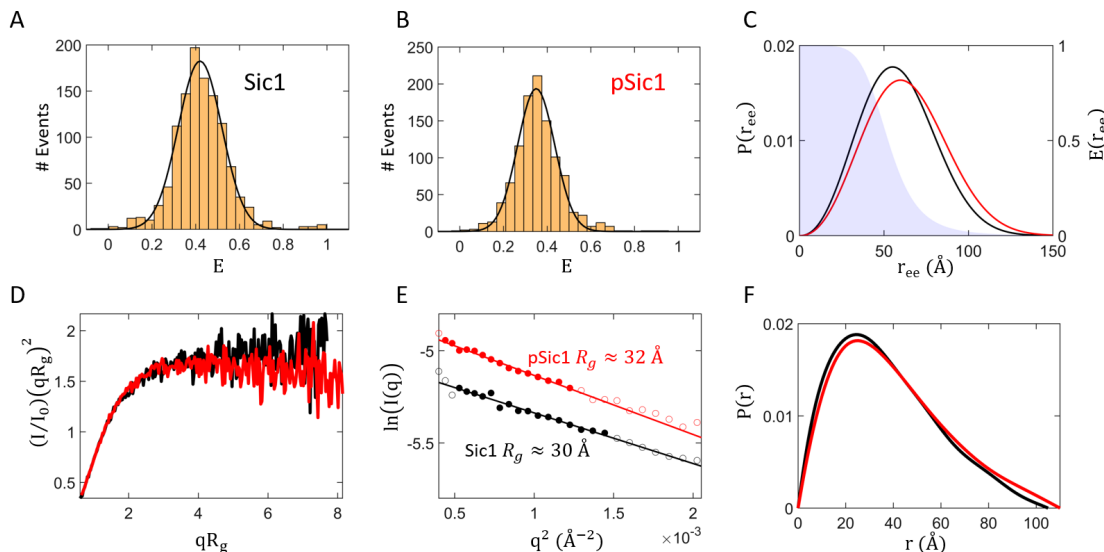 A
200
150
100
50
0
# Events
Sic1
0 0.2 0.4 0.6 0.8 1
E
B
250
200
150
100
50
0
# Events
pSic1
0 0.2 0.4 0.6 0.8 1
E
C
0.02
0.01
0
P(r_ee)
1
0.5
0
E(r_ee)
0 50 100 150
r_ee (Å)
D
2
1.5
1
0.5
(I/I₀)(qR_g)²
2 4 6 8
qR_g
E
-5
-5.5
ln(I(q))
pSic1 R_g ≈ 32 Å
Sic1 R_g ≈ 30 Å
0.5 1.0 1.5 2
q² (Å⁻²)
×10⁻³
F
0.02
0.01
0
P(r)
0 20 40 60 80 100
r (Å)